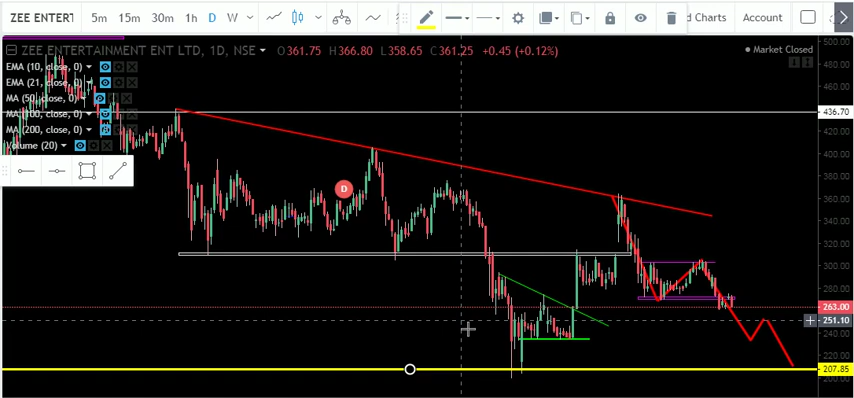 ZEE ENTERT 5m 15m 30m 1h D W d Charts Account
ZEE ENTERTAINMENT ENT LTD, 1D, NSE O361.75 H366.80 L358.65 C361.25 +0.45 (+0.12%)
Market Closed
500.00
EMA (10, close, 0)
EMA (21, close, 0)
MA (50, close, 0)
MA (100, close, 0)
MA (200, close, 0)
Volume (20)
436.70
420.00
400.00
380.00
D
360.00
340.00
320.00
300.00
280.00
263.00
251.10
240.00
220.00
207.85
200.00